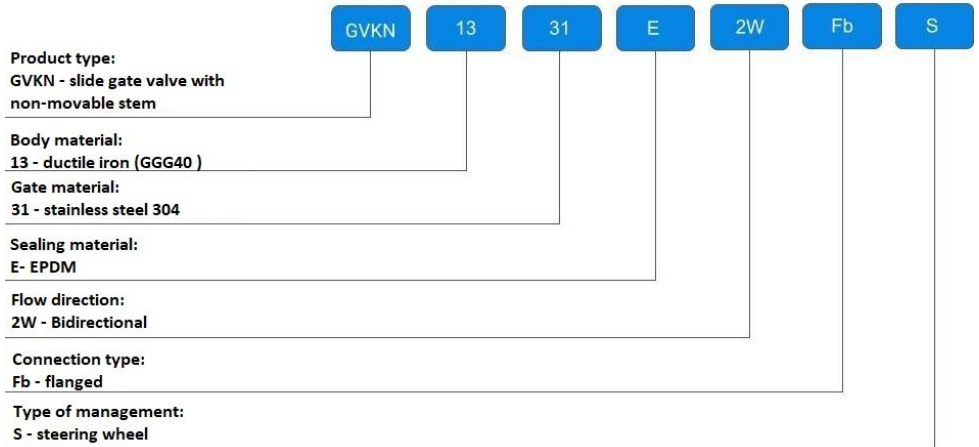 GVKN 13 31 E 2W Fb S
Product type:
GVKN - slide gate valve with
non-movable stem
Body material:
13 - ductile iron (GGG40 )
Gate material:
31 - stainless steel 304
Sealing material:
E- EPDM
Flow direction:
2W - Bidirectional
Connection type:
Fb - flanged
Type of management:
S - steering wheel